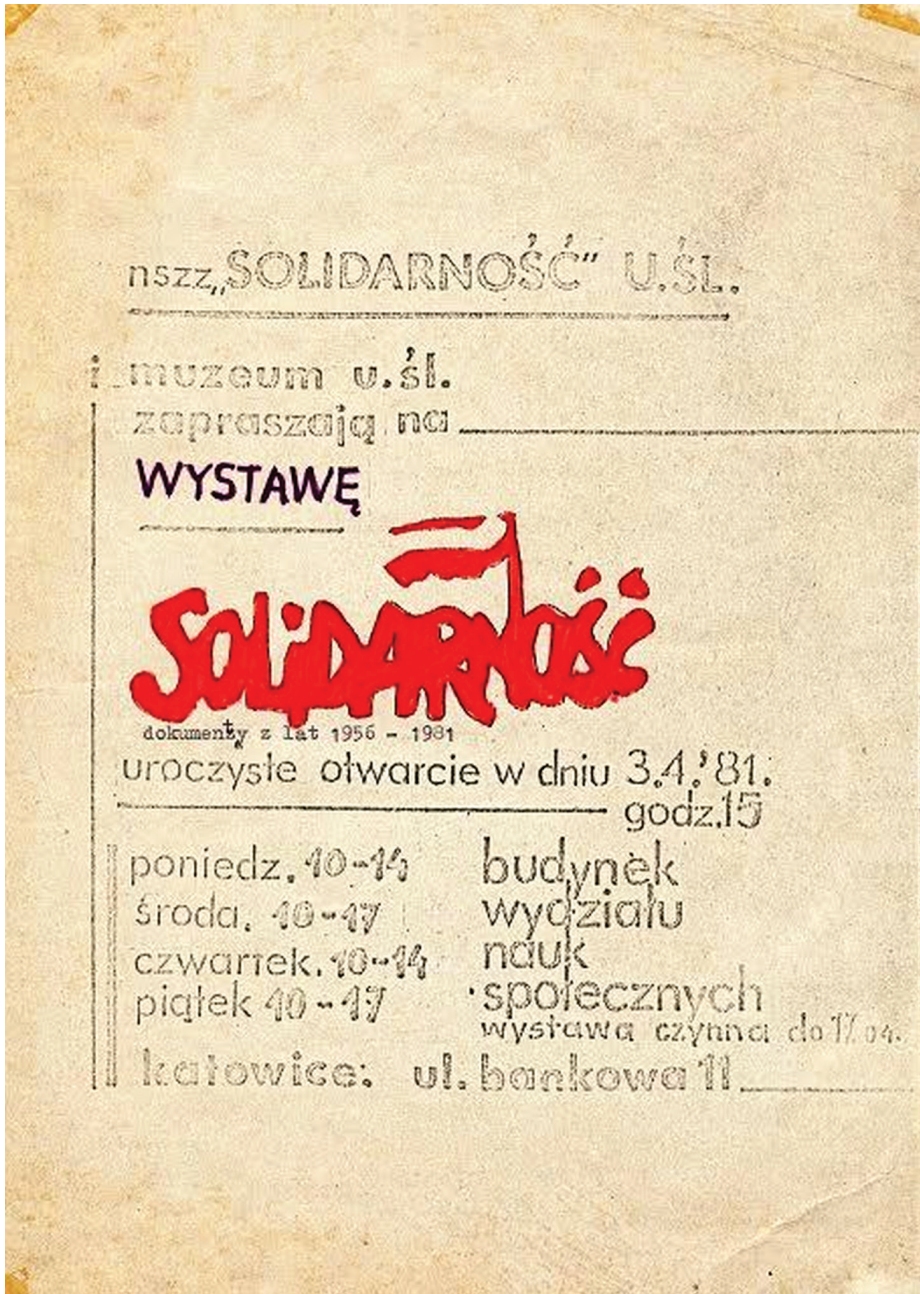 nszz „SOLIDARNOŚĆ" U.ŚL.
i muzeum u.śl.
zapraszają na
WYSTAWĘ
SOLiDARNOŚĆ
dokumenty z lat 1956 - 1981
uroczyste otwarcie w dniu 3.4.'81.
godz.15
poniedz. 10-14
środa. 10-17
czwartek. 10-14
piątek 10-17
budynek
wydziału
nauk
społecznych
wystawa czynna do 17.04.
katowice: ul. bankowa 11